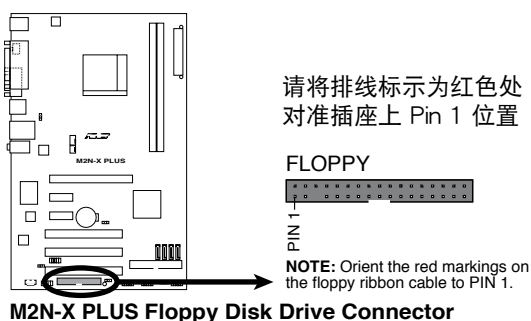 请将排线标示为红色处
对准插座上 Pin 1 位置
FLOPPY
PIN 1
NOTE: Orient the red markings on
the floppy ribbon cable to PIN 1.
ASUS
M2N-X PLUS
M2N-X PLUS Floppy Disk Drive Connector